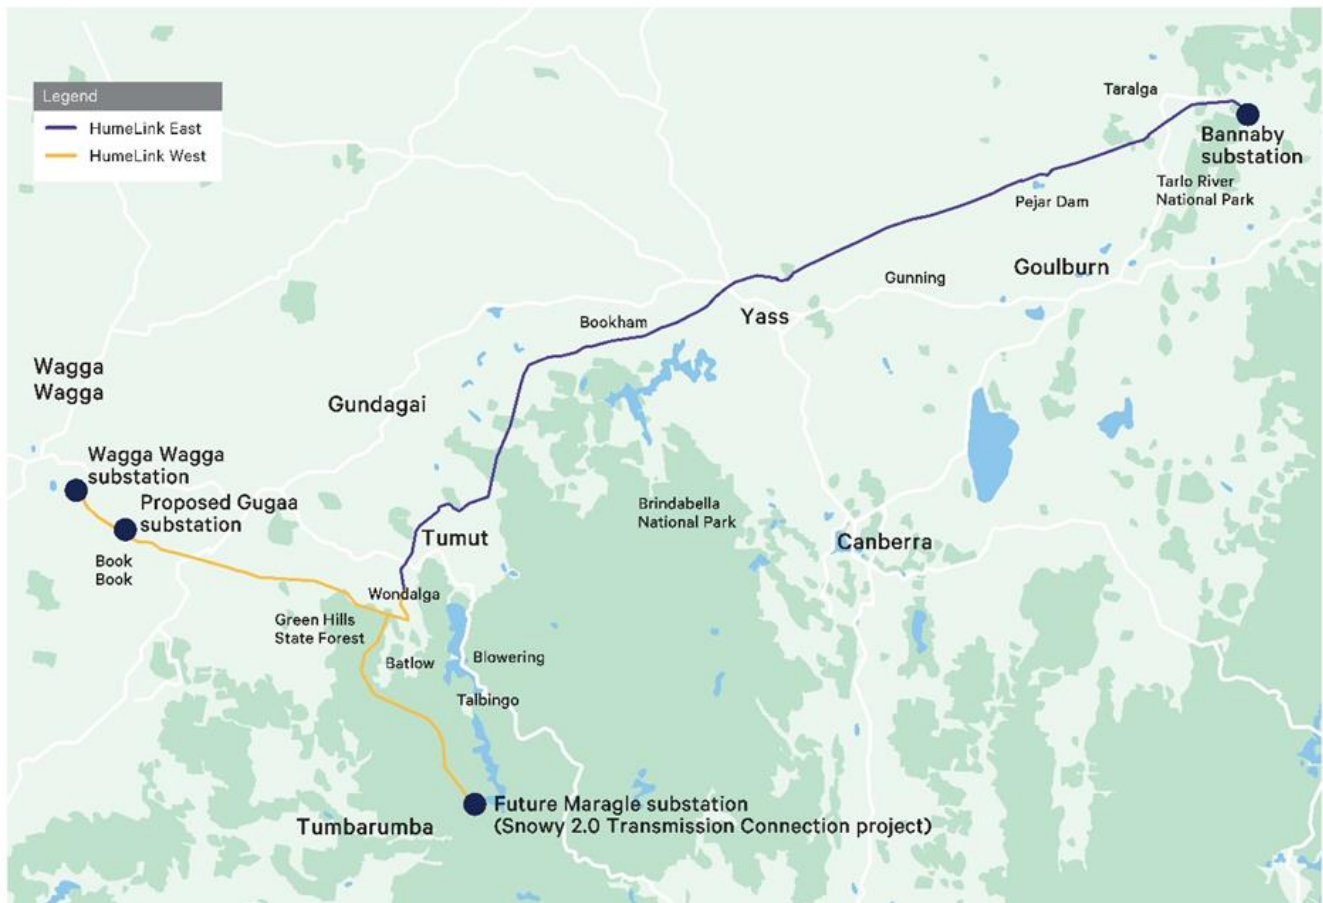 Legend
HumeLink East
HumeLink West
Taralga
Bannaby
substation
Tarlo River
National Park
Pejar Dam
Goulburn
Gunning
Yass
Bookham
Wagga
Wagga
Gundagai
Wagga Wagga
substation
Proposed Gugaa
substation
Brindabella
National Park
Tumut
Canberra
Book
Book
Wondalga
Green Hills
State Forest
Batlow
Blowering
Talbingo
Future Maragle substation
(Snowy 2.0 Transmission Connection project)
Tumbarumba